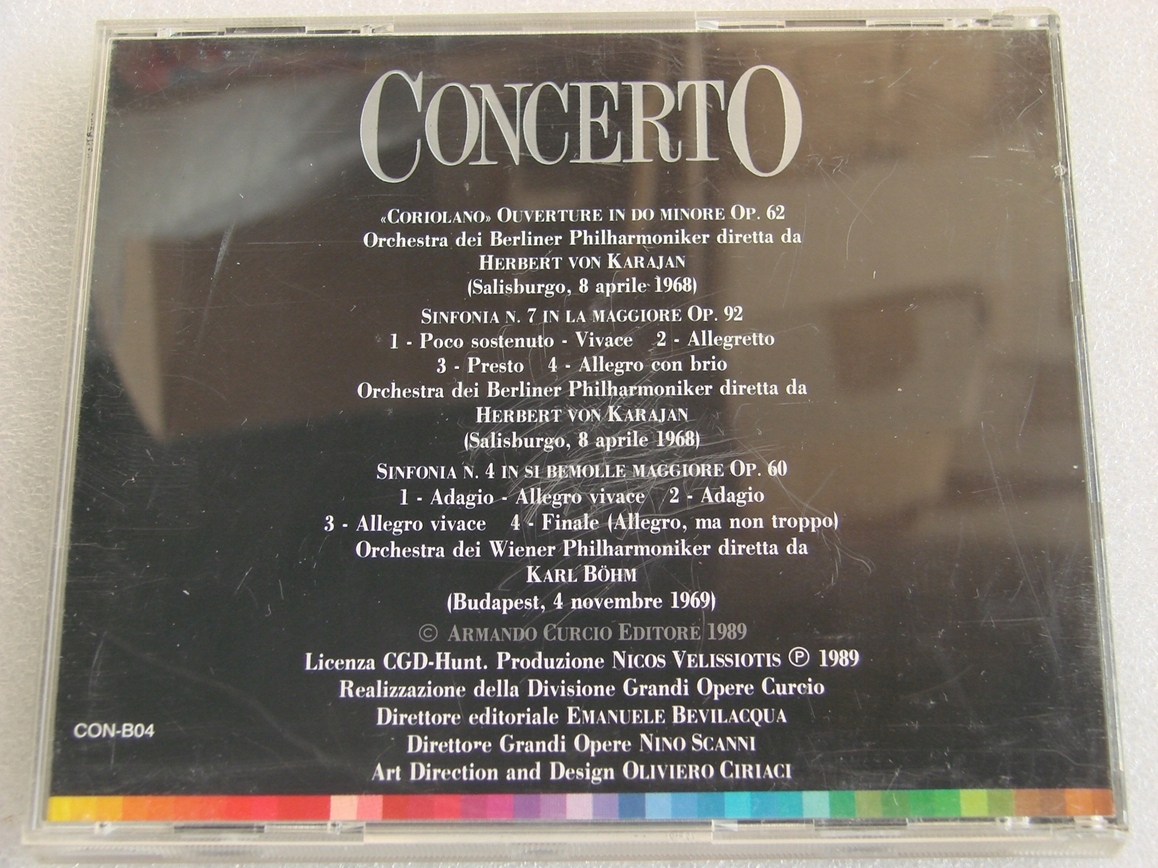 CONCERTO
«CORIOLANO» OUVERTURE IN DO MINORE OP. 62
Orchestra dei Berliner Philharmoniker diretta da
HERBERT VON KARAJAN
(Salisburgo, 8 aprile 1968)
SINFONIA N. 7 IN LA MAGGIORE OP. 92
1 - Poco sostenuto - Vivace 2 - Allegretto
3 - Presto 4 - Allegro con brio
Orchestra dei Berliner Philharmoniker diretta da
HERBERT VON KARAJAN
(Salisburgo, 8 aprile 1968)
SINFONIA N. 4 IN SI BEMOLLE MAGGIORE OP. 60
1 - Adagio - Allegro vivace 2 - Adagio
3 - Allegro vivace 4 - Finale (Allegro, ma non troppo)
Orchestra dei Wiener Philharmoniker diretta da
KARL BÖHM
(Budapest, 4 novembre 1969)
© ARMANDO CURCIO EDITORE 1989
Licenza CGD-Hunt. Produzione NICOS VELISSIOTIS ℗ 1989
Realizzazione della Divisione Grandi Opere Curcio
Direttore editoriale EMANUELE BEVILACQUA
CON-B04
Direttore Grandi Opere NINO SCANNI
Art Direction and Design OLIVIERO CIRIACI